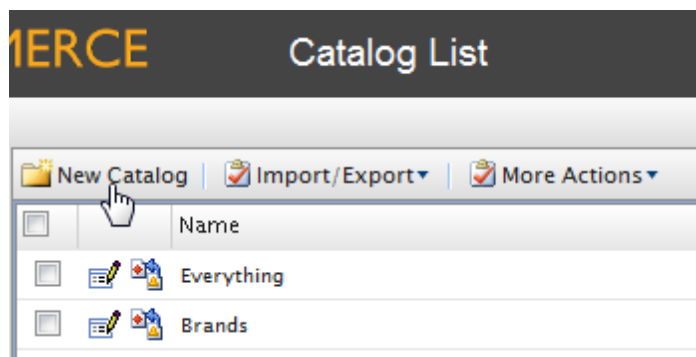 MERCE Catalog List
New Catalog Import/Export More Actions
Name
Everything
Brands